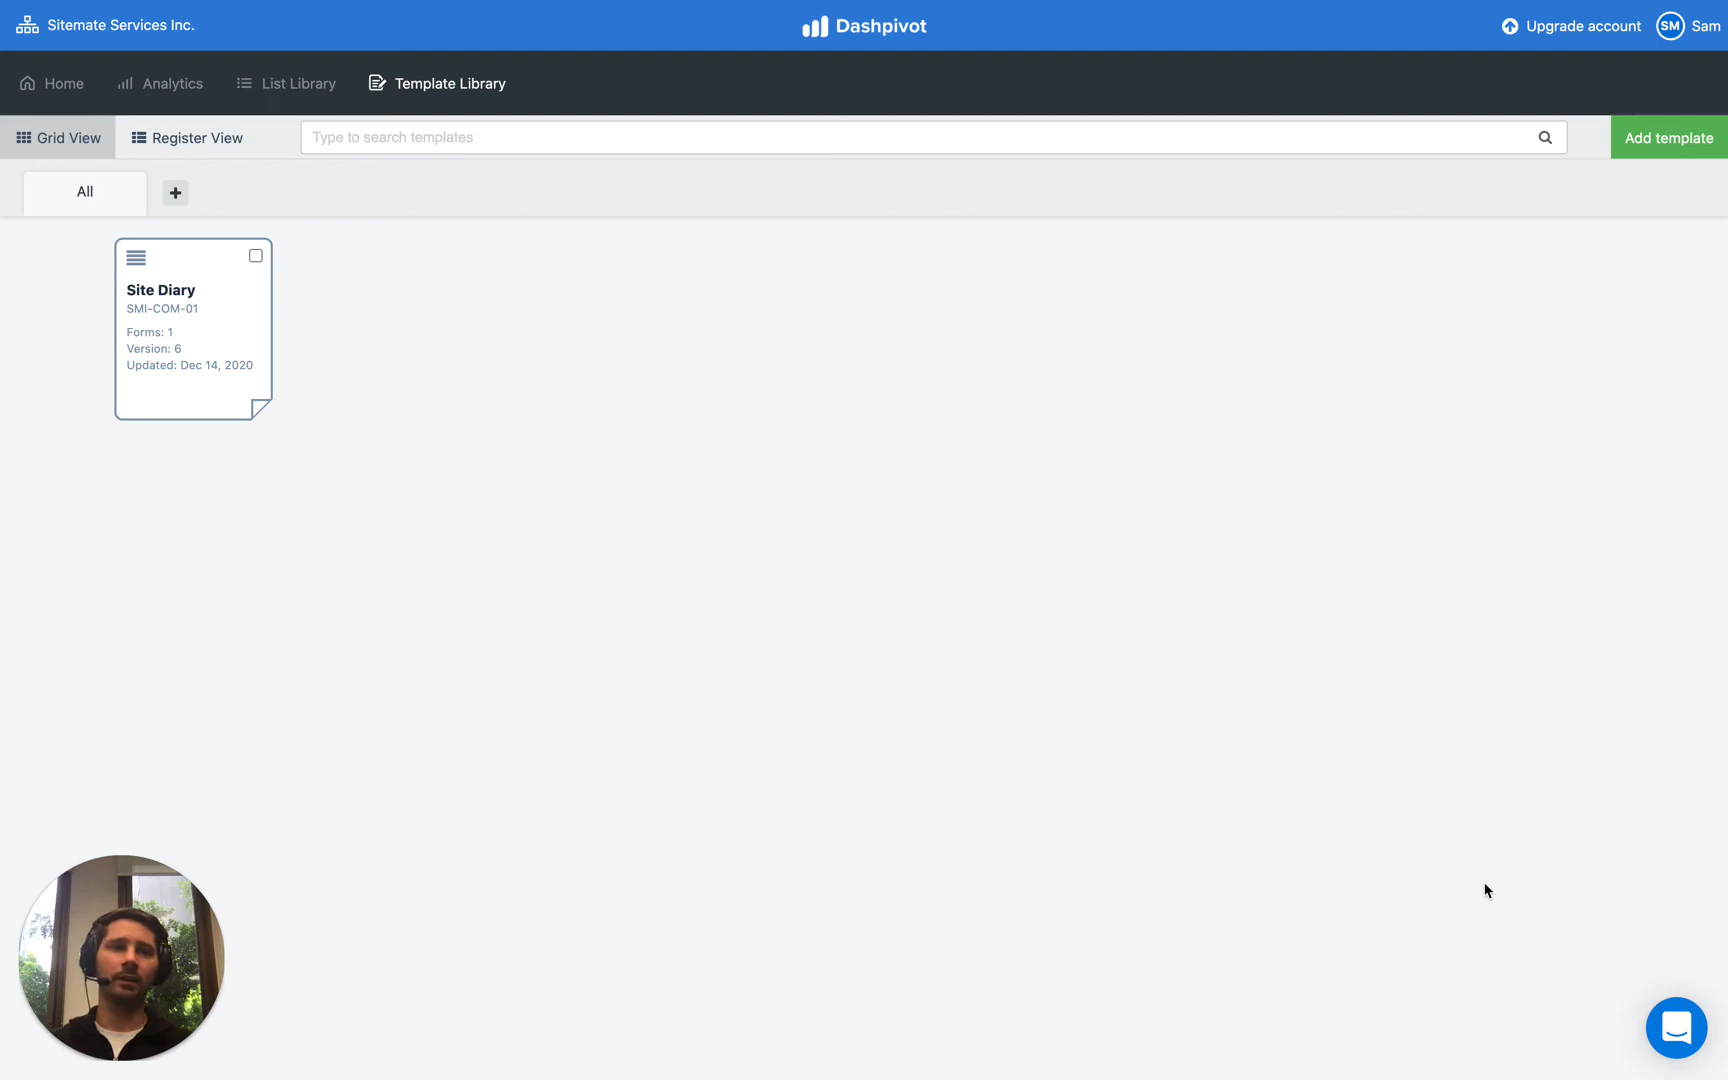 Sitemate Services Inc.
Dashpivot
Upgrade account
SM
Sam
Home
Analytics
List Library
Template Library
Grid View
Register View
Type to search templates
Add template
All
+
Site Diary
SMI-COM-01
Forms: 1
Version: 6
Updated: Dec 14, 2020